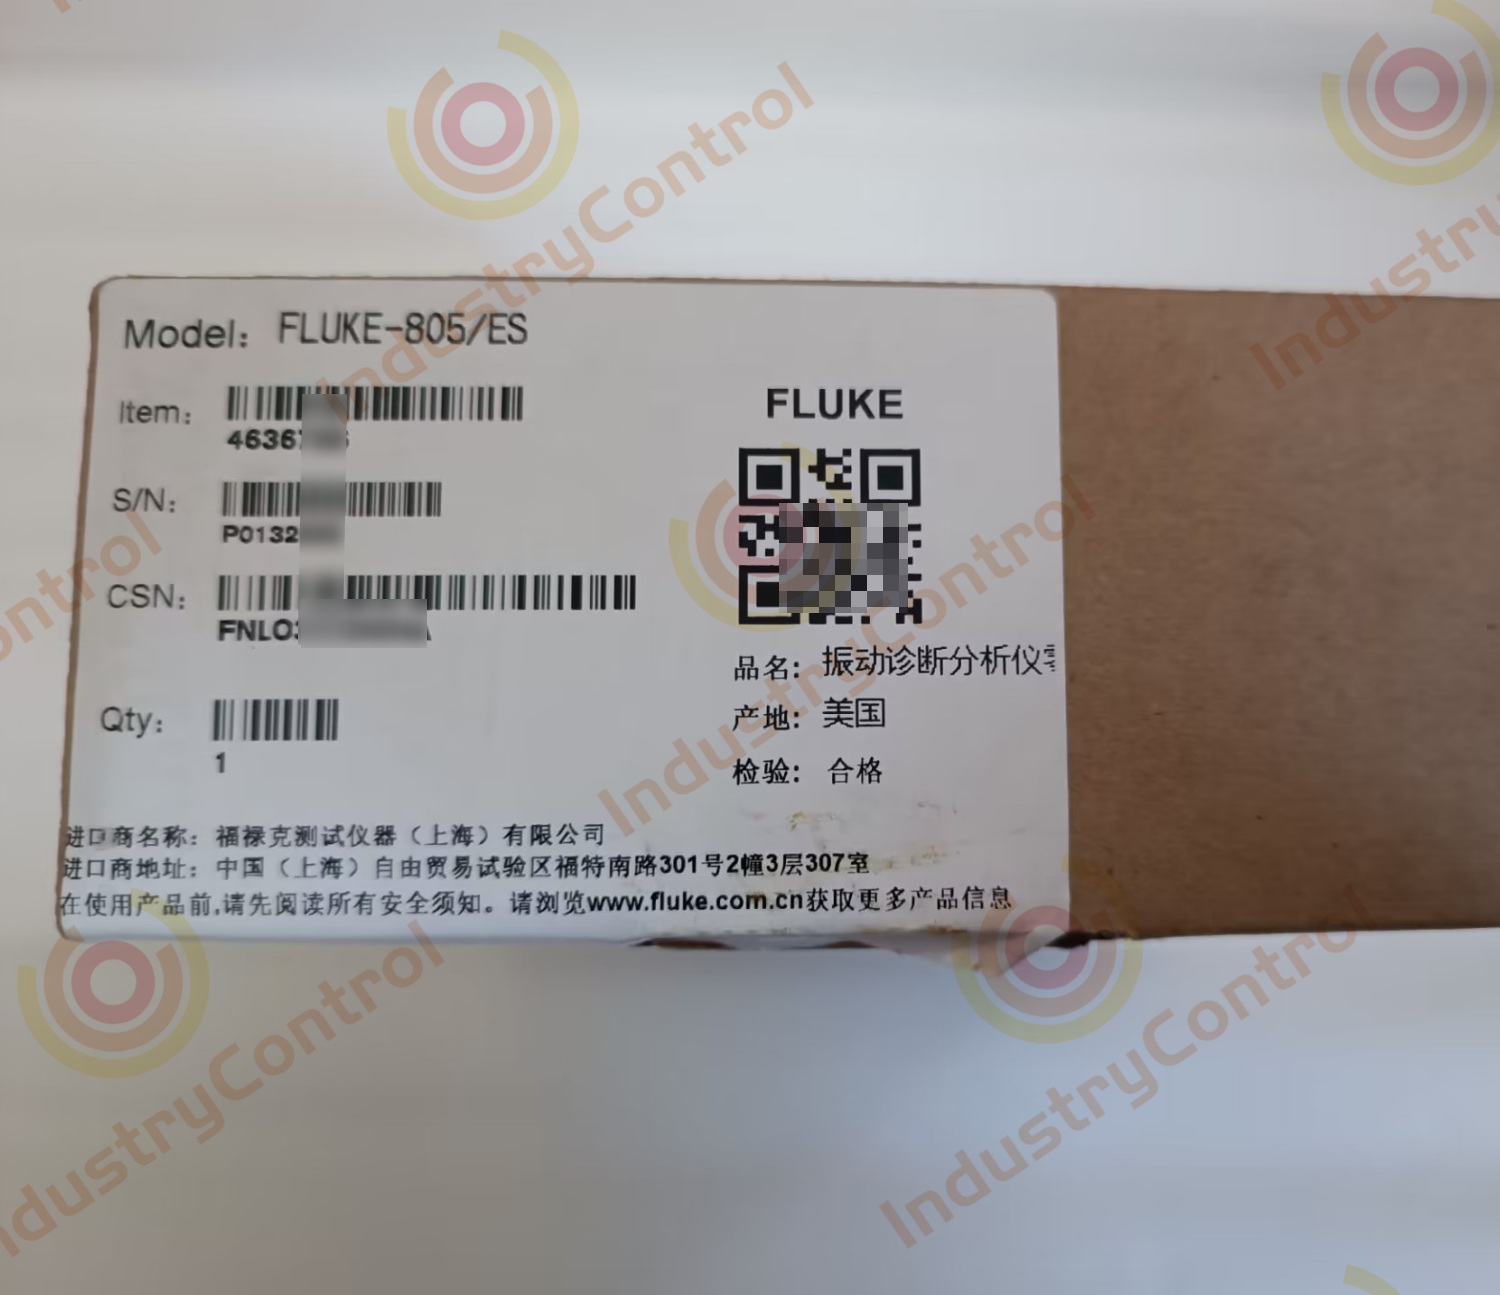 Model: FLUKE-805/ES
Item:
S/N:
CSN:
Qty:
1
FLUKE
品名: 振动诊断分析仪
产地: 美国
检验: 合格
进口商名称: 福禄克测试仪器（上海）有限公司
进口商地址: 中国（上海）自由贸易试验区福特南路301号2幢3层307室
在使用产品前,请先阅读所有安全须知。请浏览www.fluke.com.cn获取更多产品信息
IndustryControl
IndustryControl
IndustryControl
IndustryControl
IndustryControl